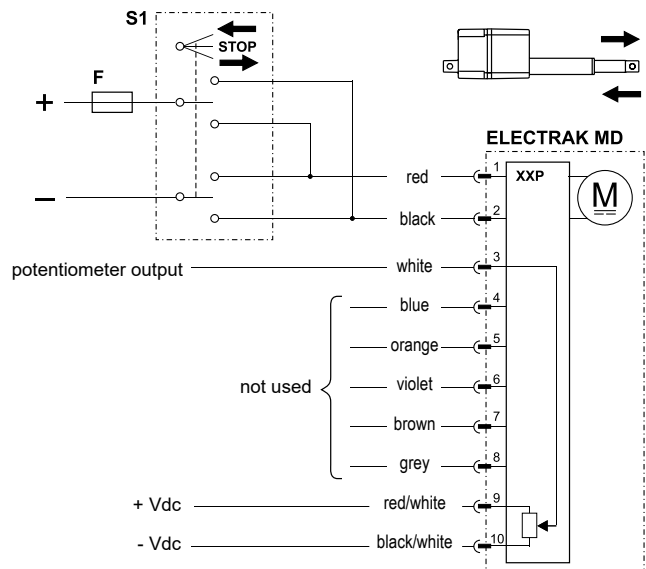 S1
STOP
F
+
–
ELECTRAK MD
XXP
M
red 1
black 2
potentiometer output white 3
blue 4
orange 5
not used violet 6
brown 7
grey 8
+ Vdc red/white 9
- Vdc black/white 10